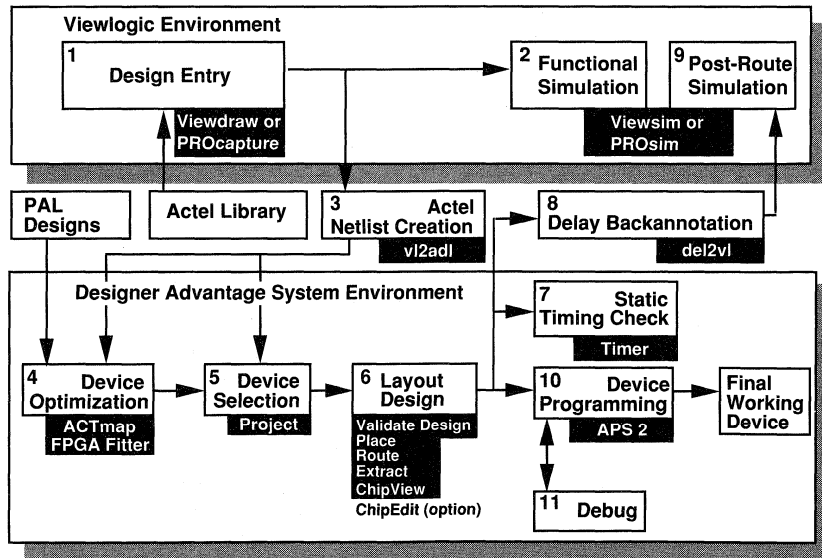 Viewlogic Environment
1
Design Entry
Viewdraw or
PROcapture
2 Functional
Simulation
9 Post-Route
Simulation
Viewsim or
PROsim
PAL
Designs
Actel Library
3 Actel
Netlist Creation
vl2adl
8
Delay Backannotation
del2vl
Designer Advantage System Environment
7 Static
Timing Check
Timer
4 Device
Optimization
ACTmap
FPGA Fitter
5 Device
Selection
Project
6 Layout
Design
Validate Design
Place
Route
Extract
ChipView
ChipEdit (option)
10 Device
Programming
APS 2
Final
Working
Device
11 Debug